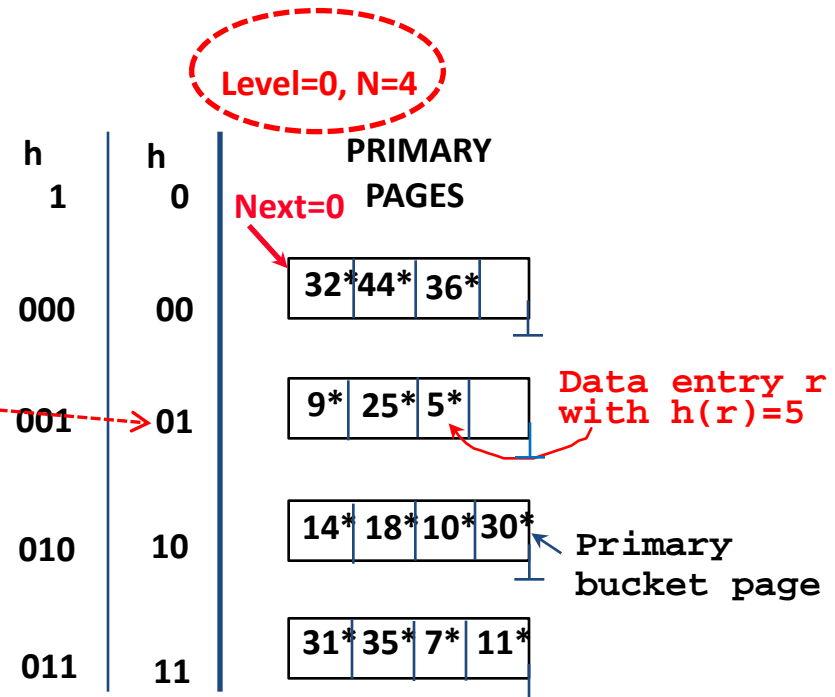 Level=0, N=4
h h PRIMARY
1 0 Next=0 PAGES
000 00 32* 44* 36*
001 01 9* 25* 5* Data entry r
with h(r)=5
010 10 14* 18* 10* 30* Primary
bucket page
011 11 31* 35* 7* 11*